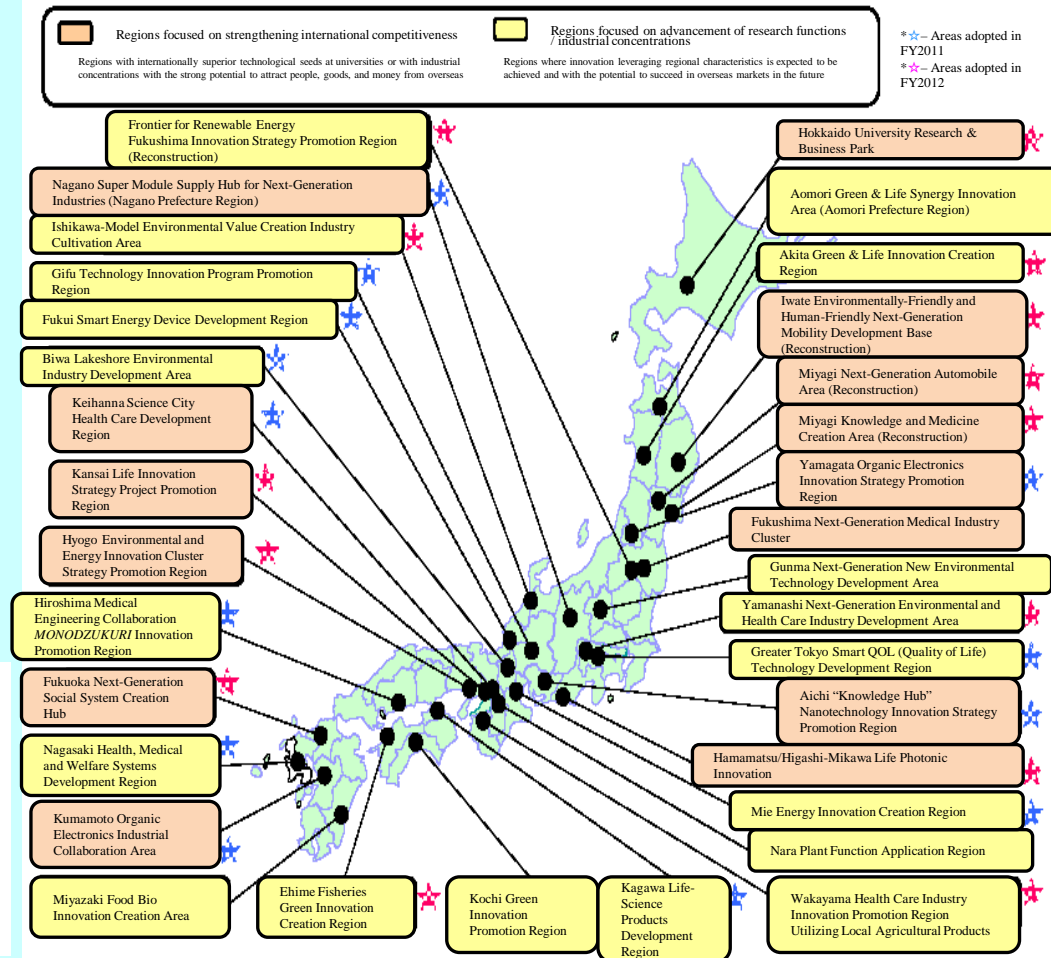 Regions focused on strengthening international competitiveness
Regions with internationally superior technological seeds at universities or with industrial
concentrations with the strong potential to attract people, goods, and money from overseas
Regions focused on advancement of research functions
/ industrial concentrations
Regions where innovation leveraging regional characteristics is expected to be
achieved and with the potential to succeed in overseas markets in the future
*☆– Areas adopted in
FY2011
*☆– Areas adopted in
FY2012
Frontier for Renewable Energy
Fukushima Innovation Strategy Promotion Region
(Reconstruction)
Nagano Super Module Supply Hub for Next-Generation
Industries (Nagano Prefecture Region)
Ishikawa-Model Environmental Value Creation Industry
Cultivation Area
Gifu Technology Innovation Program Promotion
Region
Fukui Smart Energy Device Development Region
Biwa Lakeshore Environmental
Industry Development Area
Keihanna Science City
Health Care Development
Region
Kansai Life Innovation
Strategy Project Promotion
Region
Hyogo Environmental and
Energy Innovation Cluster
Strategy Promotion Region
Hiroshima Medical
Engineering Collaboration
MONODZUKURI Innovation
Promotion Region
Fukuoka Next-Generation
Social System Creation
Hub
Nagasaki Health, Medical
and Welfare Systems
Development Region
Kumamoto Organic
Electronics Industrial
Collaboration Area
Miyazaki Food Bio
Innovation Creation Area
Ehime Fisheries
Green Innovation
Creation Region
Kochi Green
Innovation
Promotion Region
Kagawa Life-
Science
Products
Development
Region
Hokkaido University Research &
Business Park
Aomori Green & Life Synergy Innovation
Area (Aomori Prefecture Region)
Akita Green & Life Innovation Creation
Region
Iwate Environmentally-Friendly and
Human-Friendly Next-Generation
Mobility Development Base
(Reconstruction)
Miyagi Next-Generation Automobile
Area (Reconstruction)
Miyagi Knowledge and Medicine
Creation Area (Reconstruction)
Yamagata Organic Electronics
Innovation Strategy Promotion
Region
Fukushima Next-Generation Medical Industry
Cluster
Gunma Next-Generation New Environmental
Technology Development Area
Yamanashi Next-Generation Environmental and
Health Care Industry Development Area
Greater Tokyo Smart QOL (Quality of Life)
Technology Development Region
Aichi “Knowledge Hub”
Nanotechnology Innovation Strategy
Promotion Region
Hamamatsu/Higashi-Mikawa Life Photonic
Innovation
Mie Energy Innovation Creation Region
Nara Plant Function Application Region
Wakayama Health Care Industry
Innovation Promotion Region
Utilizing Local Agricultural Products